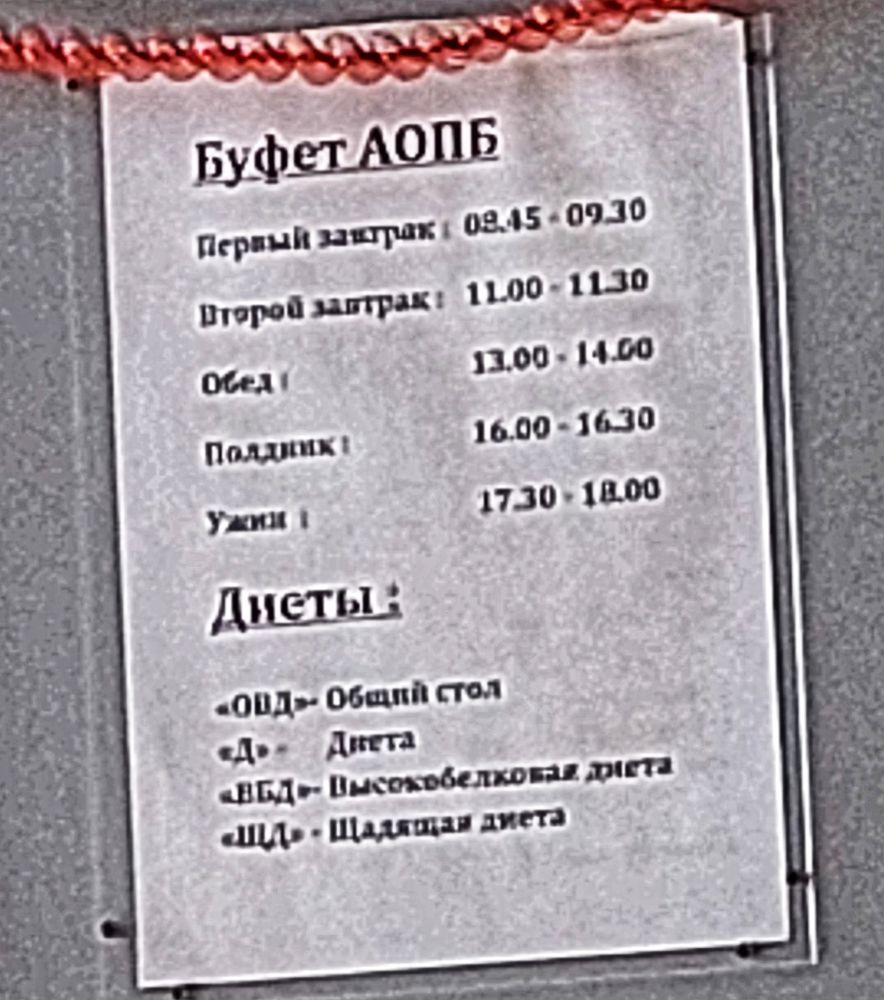 Буфет АОПБ
Первый завтрак : 08.45 - 09.30
Второй завтрак : 11.00 - 11.30
Обед : 13.00 - 14.00
Полдник : 16.00 - 16.30
Ужин : 17.30 - 18.00
Диеты :
«ОВД»- Общий стол
«Д» - Диета
«ВБД»- Высокобелковая диета
«ЩД» - Щадящая диета